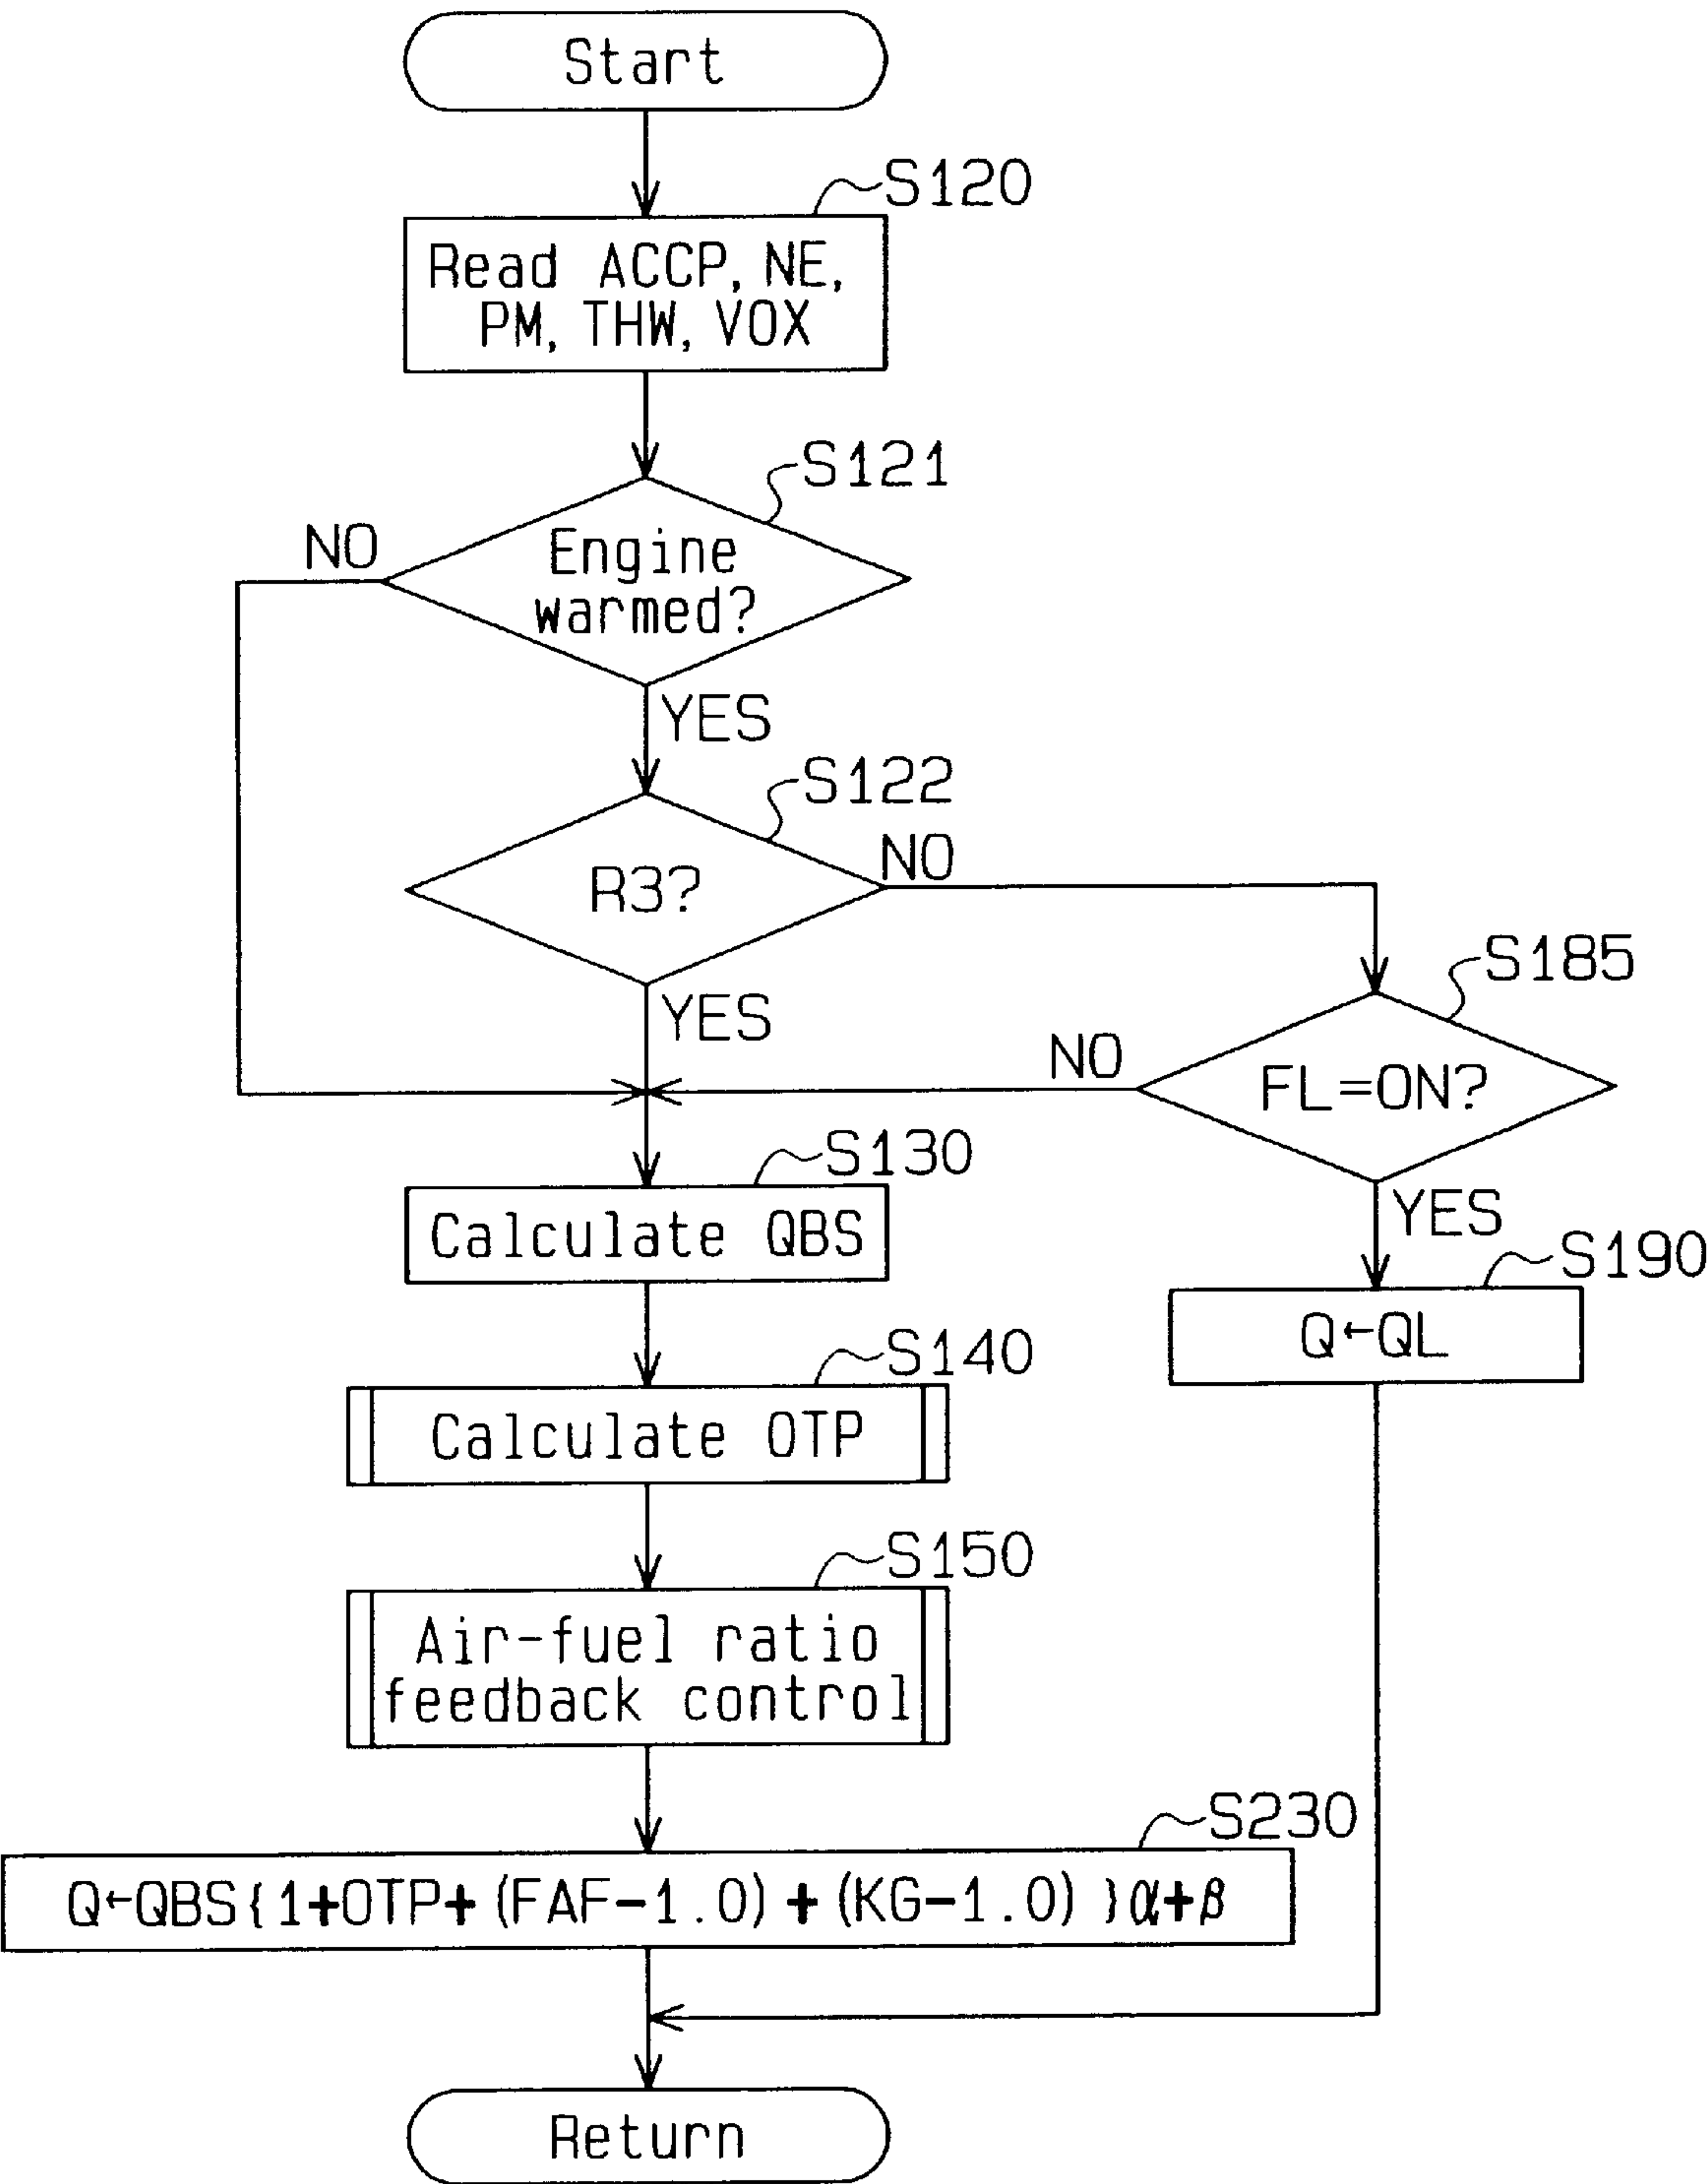 Start
S120
Read ACCP, NE,
PM, THW, VOX
S121
NO
Engine
warmed?
YES
S122
NO
R3?
YES
S185
NO
FL=ON?
YES
S130
Calculate QBS
S190
Q←QL
S140
Calculate OTP
S150
Air-fuel ratio
feedback control
S230
Q←QBS{1+OTP+(FAF-1.0)+(KG-1.0)}α+β
Return